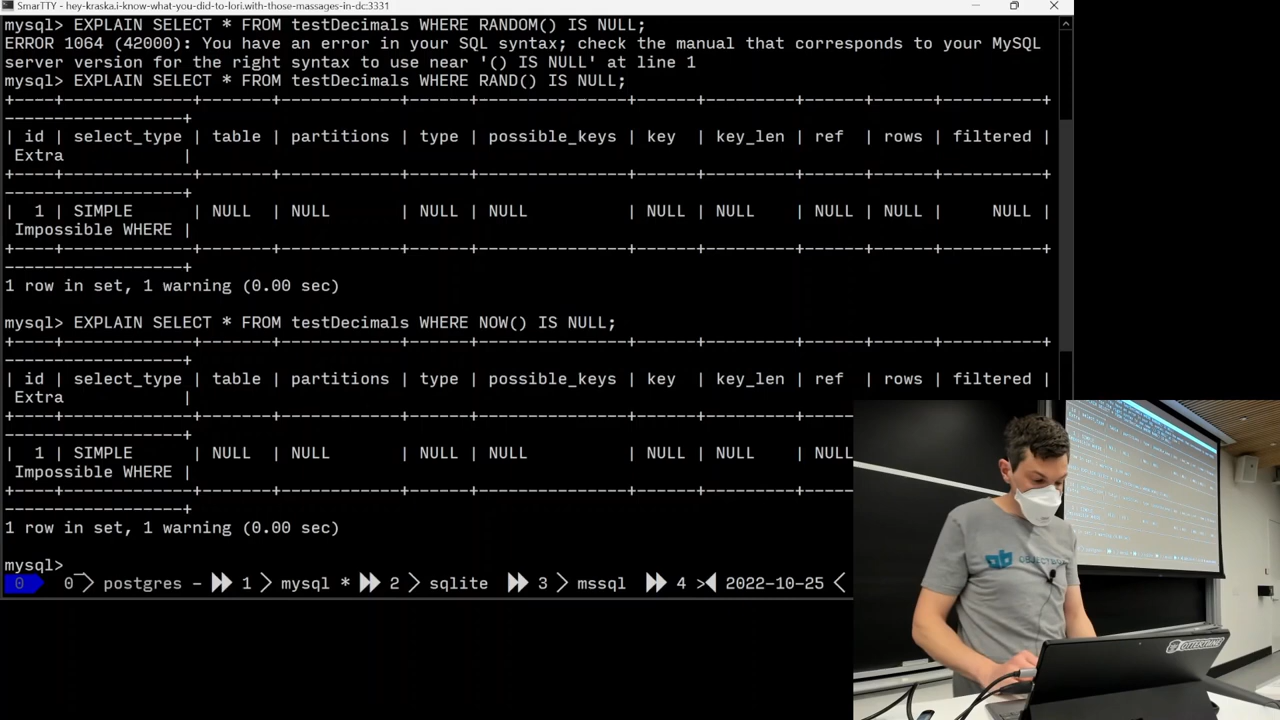 SmarTTY - hey-kraska.i-know-what-you-did-to-lori.with-those-massages-in-dc:3331
mysql> EXPLAIN SELECT * FROM testDecimals WHERE RANDOM() IS NULL;
ERROR 1064 (42000): You have an error in your SQL syntax; check the manual that corresponds to your MySQL
server version for the right syntax to use near '() IS NULL' at line 1
mysql> EXPLAIN SELECT * FROM testDecimals WHERE RAND() IS NULL;
+----+-------------+-------+------------+------+---------------+------+---------+------+------+----------+
------------------+
| id | select_type | table | partitions | type | possible_keys | key | key_len | ref | rows | filtered |
Extra |
+----+-------------+-------+------------+------+---------------+------+---------+------+------+----------+
------------------+
| 1 | SIMPLE | NULL | NULL | NULL | NULL | NULL | NULL | NULL | NULL | NULL |
Impossible WHERE |
+----+-------------+-------+------------+------+---------------+------+---------+------+------+----------+
------------------+
1 row in set, 1 warning (0.00 sec)
mysql> EXPLAIN SELECT * FROM testDecimals WHERE NOW() IS NULL;
+----+-------------+-------+------------+------+---------------+------+---------+------+------+----------+
------------------+
| id | select_type | table | partitions | type | possible_keys | key | key_len | ref | rows | filtered |
Extra |
+----+-------------+-------+------------+------+---------------+------+---------+---
------------------+
| 1 | SIMPLE | NULL | NULL | NULL | NULL | NULL | NULL | NULL
Impossible WHERE |
+----+-------------+-------+------------+------+---------------+------+---------+---
------------------+
1 row in set, 1 warning (0.00 sec)
mysql> _
0 0 postgres - 1 mysql * 2 sqlite 3 mssql 4 > 2022-10-25
OTTERTUNE